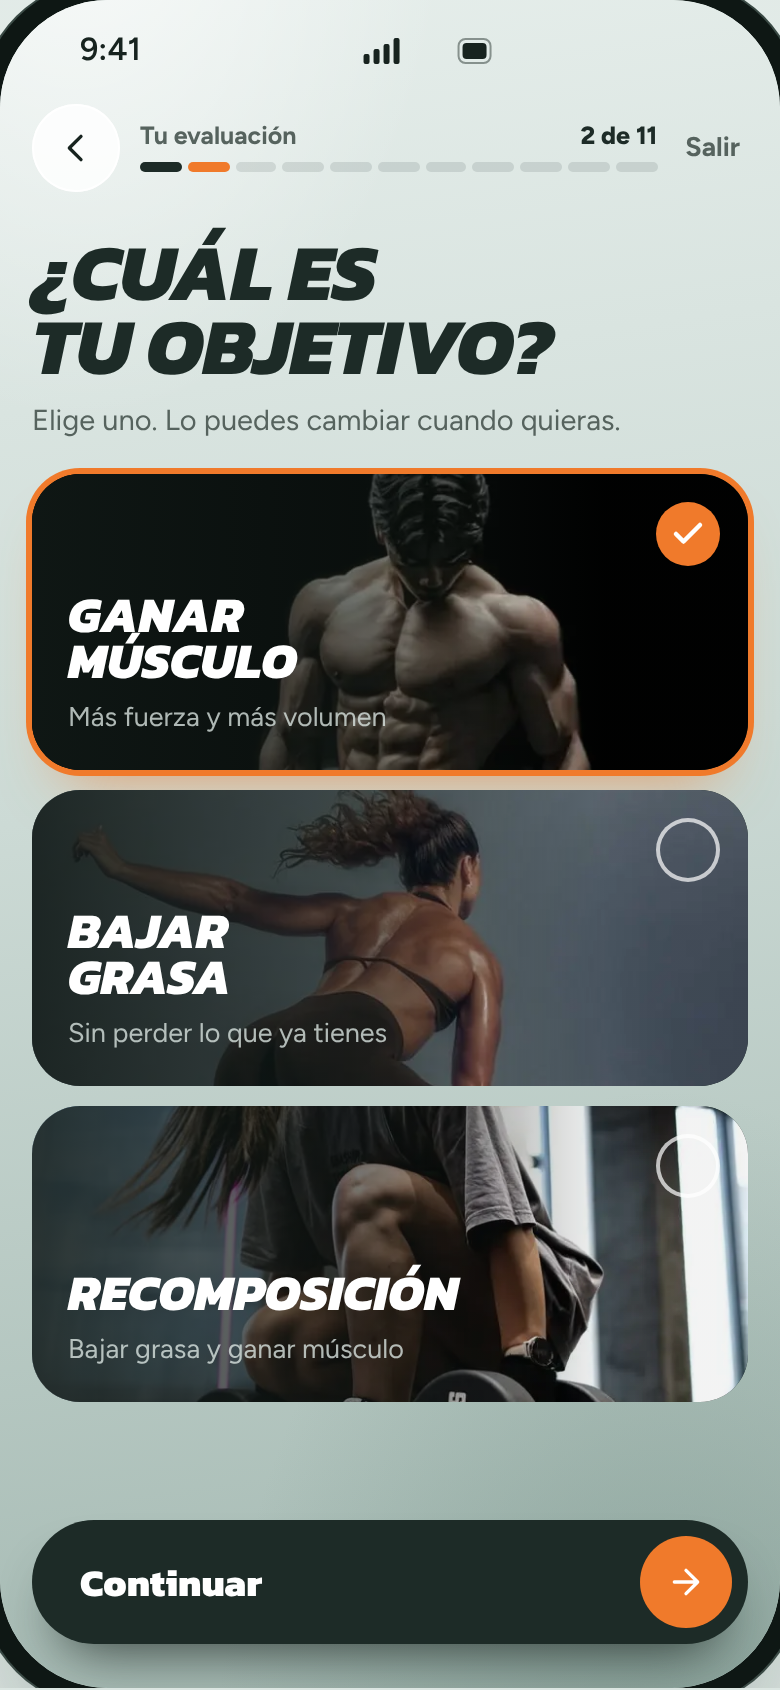 9:41
Tu evaluación
2 de 11
Salir
¿CUÁL ES
TU OBJETIVO?
Elige uno. Lo puedes cambiar cuando quieras.
GANAR
MÚSCULO
Más fuerza y más volumen
BAJAR
GRASA
Sin perder lo que ya tienes
RECOMPOSICIÓN
Bajar grasa y ganar músculo
Continuar